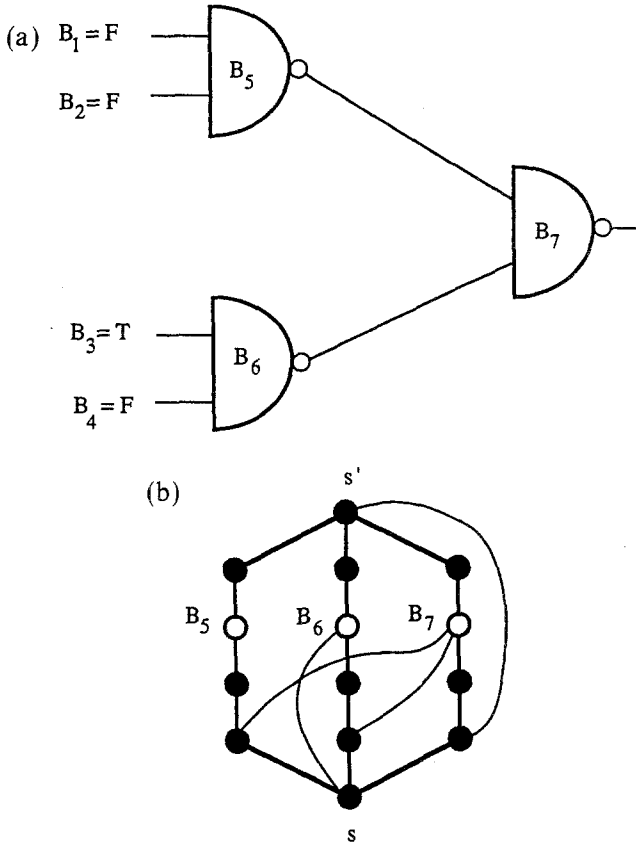 (a)
B₁ = F
B₅
B₂ = F
B₇
B₃ = T
B₆
B₄ = F
(b)
s'
B₅ B₆ B₇
s